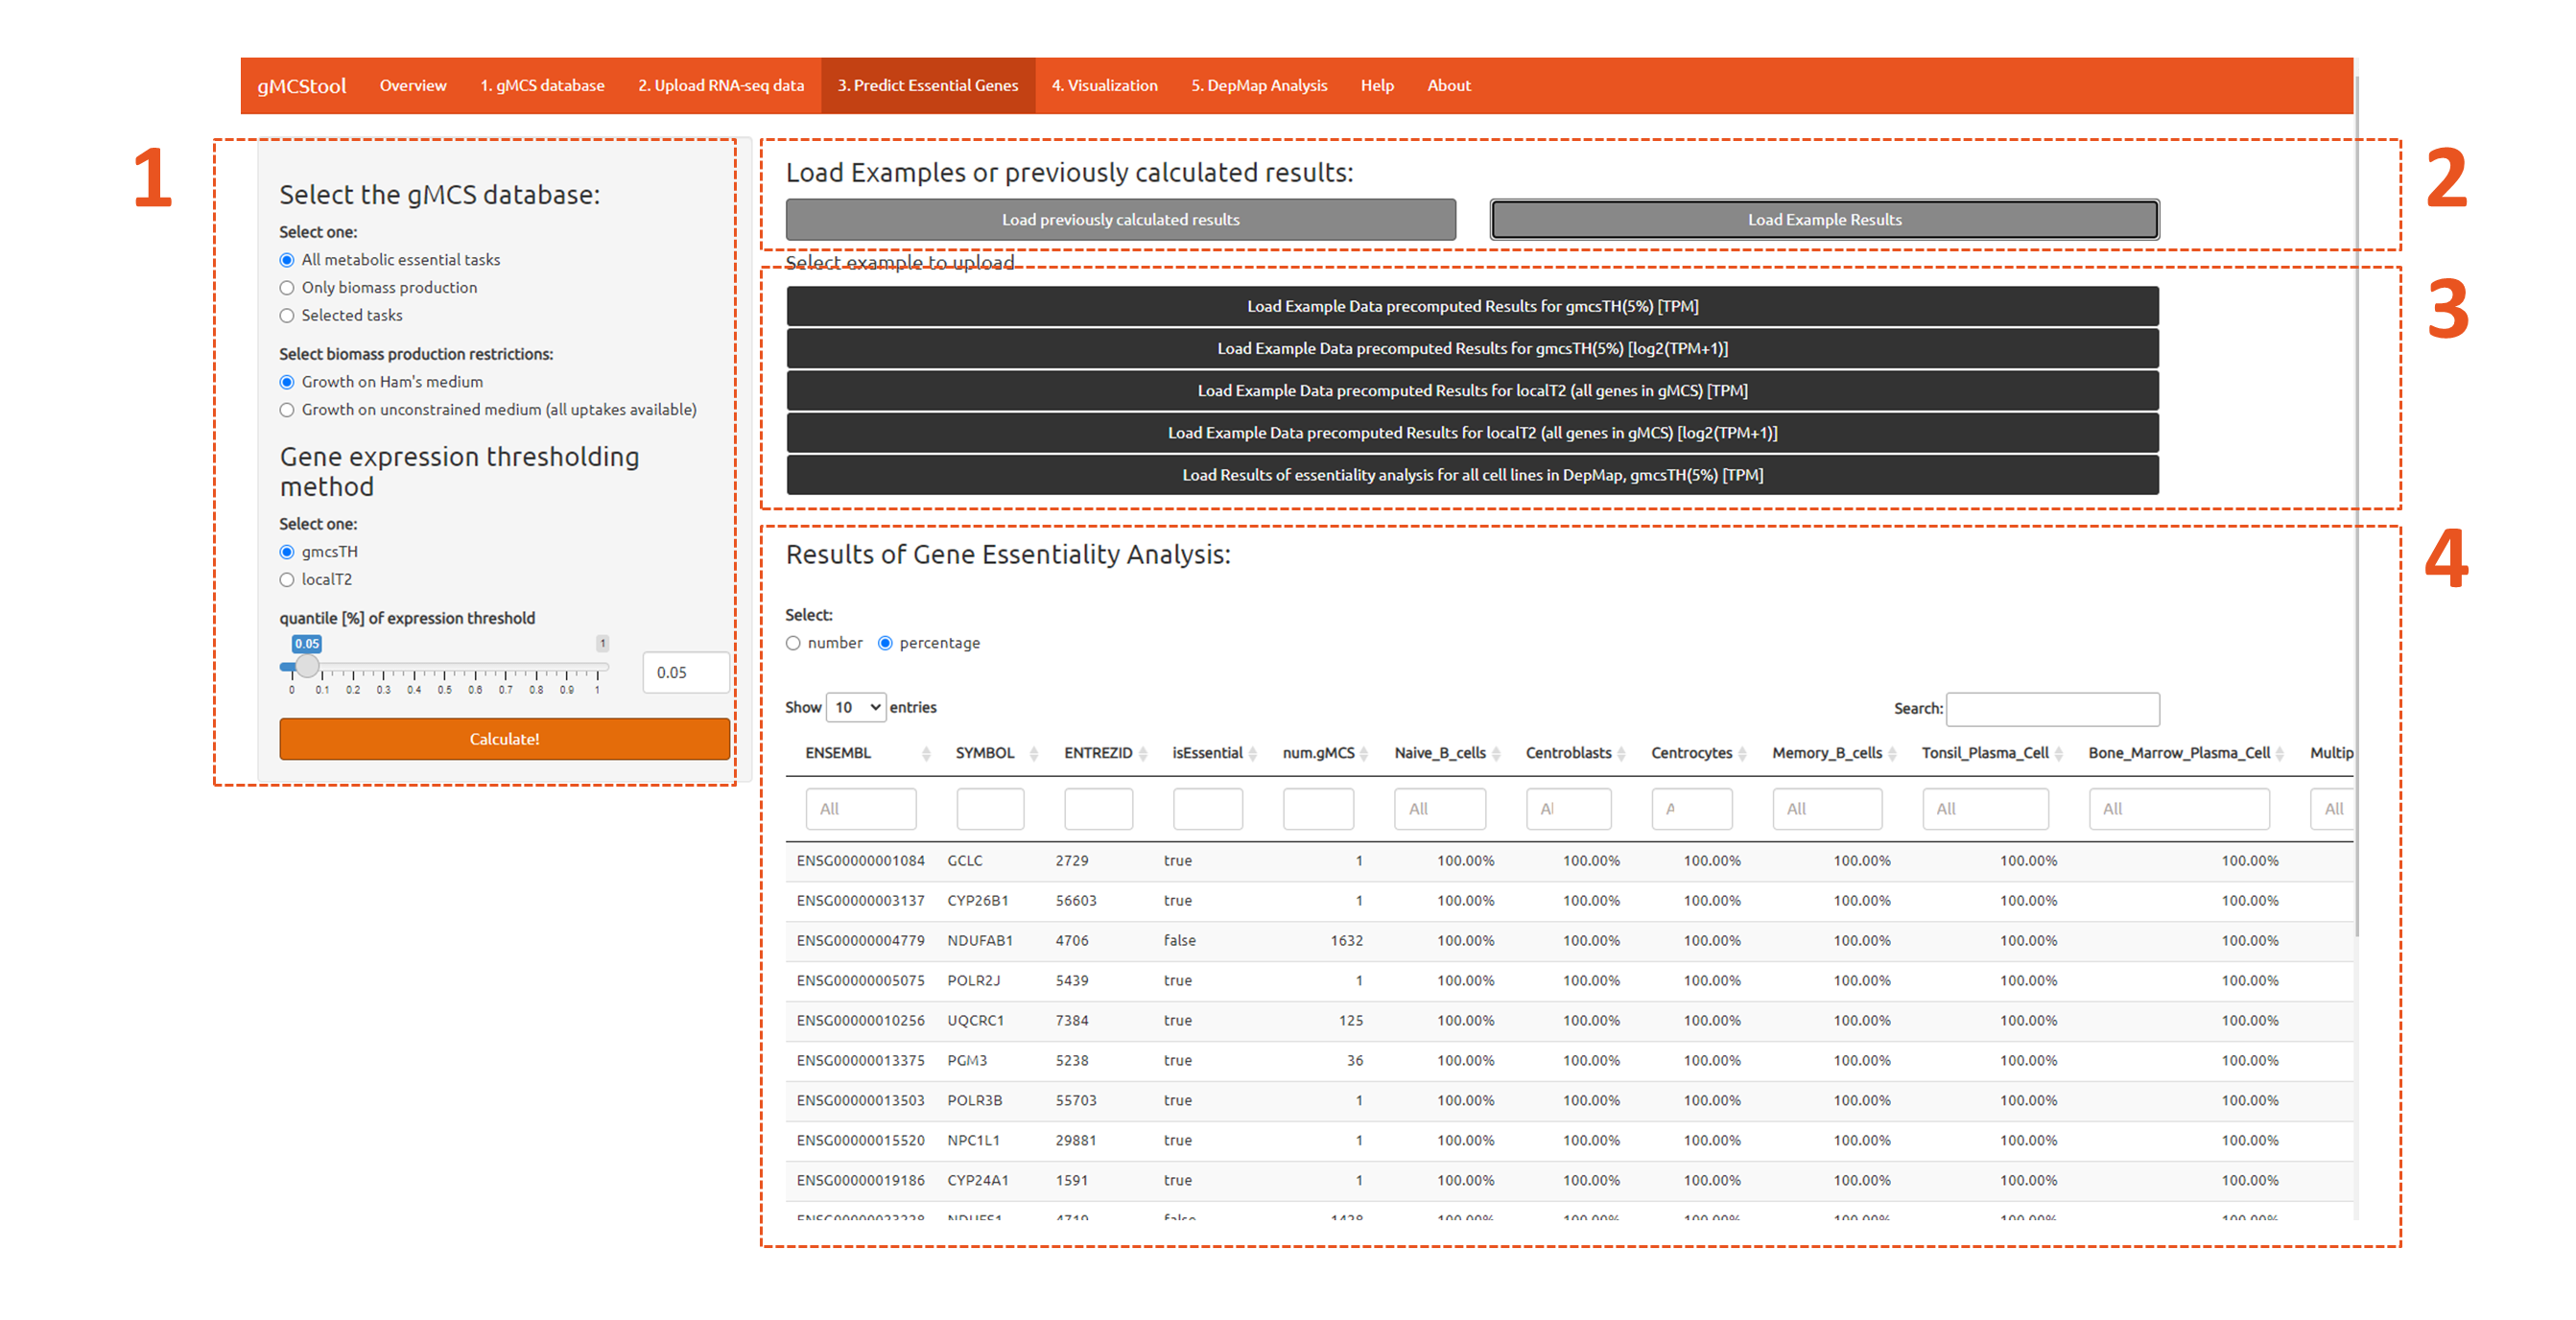 gMCStool Overview 1. gMCS database 2. Upload RNA-seq data 3. Predict Essential Genes 4. Visualization 5. DepMap Analysis Help About
1
Select the gMCS database:
Select one:
All metabolic essential tasks
Only biomass production
Selected tasks
Select biomass production restrictions:
Growth on Ham's medium
Growth on unconstrained medium (all uptakes available)
Gene expression thresholding
method
Select one:
gmcsTH
localT2
quantile [%] of expression threshold
0.05 1
0.05
0 0.1 0.2 0.3 0.4 0.5 0.6 0.7 0.8 0.9 1
Calculate!
2
Load Examples or previously calculated results:
Load previously calculated results Load Example Results
Select example to upload
3
Load Example Data precomputed Results for gmcsTH(5%) [TPM]
Load Example Data precomputed Results for gmcsTH(5%) [log2(TPM+1)]
Load Example Data precomputed Results for localT2 (all genes in gMCS) [TPM]
Load Example Data precomputed Results for localT2 (all genes in gMCS) [log2(TPM+1)]
Load Results of essentiality analysis for all cell lines in DepMap, gmcsTH(5%) [TPM]
4
Results of Gene Essentiality Analysis:
Select:
number percentage
Show 10 entries Search:
ENSEMBL SYMBOL ENTREZID isEssential num.gMCS Naive_B_cells Centroblasts Centrocytes Memory_B_cells Tonsil_Plasma_Cell Bone_Marrow_Plasma_Cell Multip
All All Al A All All All All
ENSG00000001084 GCLC 2729 true 1 100.00% 100.00% 100.00% 100.00% 100.00% 100.00%
ENSG00000003137 CYP26B1 56603 true 1 100.00% 100.00% 100.00% 100.00% 100.00% 100.00%
ENSG00000004779 NDUFAB1 4706 false 1632 100.00% 100.00% 100.00% 100.00% 100.00% 100.00%
ENSG00000005075 POLR2J 5439 true 1 100.00% 100.00% 100.00% 100.00% 100.00% 100.00%
ENSG00000010256 UQCRC1 7384 true 125 100.00% 100.00% 100.00% 100.00% 100.00% 100.00%
ENSG00000013375 PGM3 5238 true 36 100.00% 100.00% 100.00% 100.00% 100.00% 100.00%
ENSG00000013503 POLR3B 55703 true 1 100.00% 100.00% 100.00% 100.00% 100.00% 100.00%
ENSG00000015520 NPC1L1 29881 true 1 100.00% 100.00% 100.00% 100.00% 100.00% 100.00%
ENSG00000019186 CYP24A1 1591 true 1 100.00% 100.00% 100.00% 100.00% 100.00% 100.00%
ENSG00000023228 NDUFS1 4719 false 1428 100.00% 100.00% 100.00% 100.00% 100.00% 100.00%